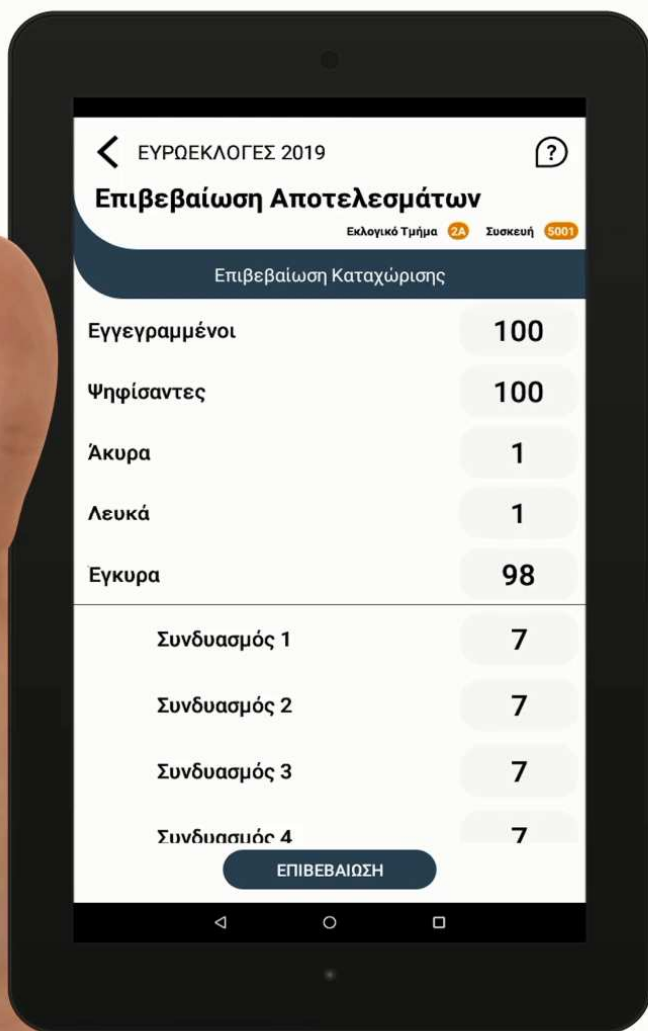 ΕΥΡΩΕΚΛΟΓΕΣ 2019
Επιβεβαίωση Αποτελεσμάτων
Εκλογικό Τμήμα 2Α Συσκευή 5001
Επιβεβαίωση Καταχώρισης
Εγγεγραμμένοι 100
Ψηφίσαντες 100
Άκυρα 1
Λευκά 1
Έγκυρα 98
Συνδυασμός 1 7
Συνδυασμός 2 7
Συνδυασμός 3 7
Συνδυασμός 4 7
ΕΠΙΒΕΒΑΙΩΣΗ